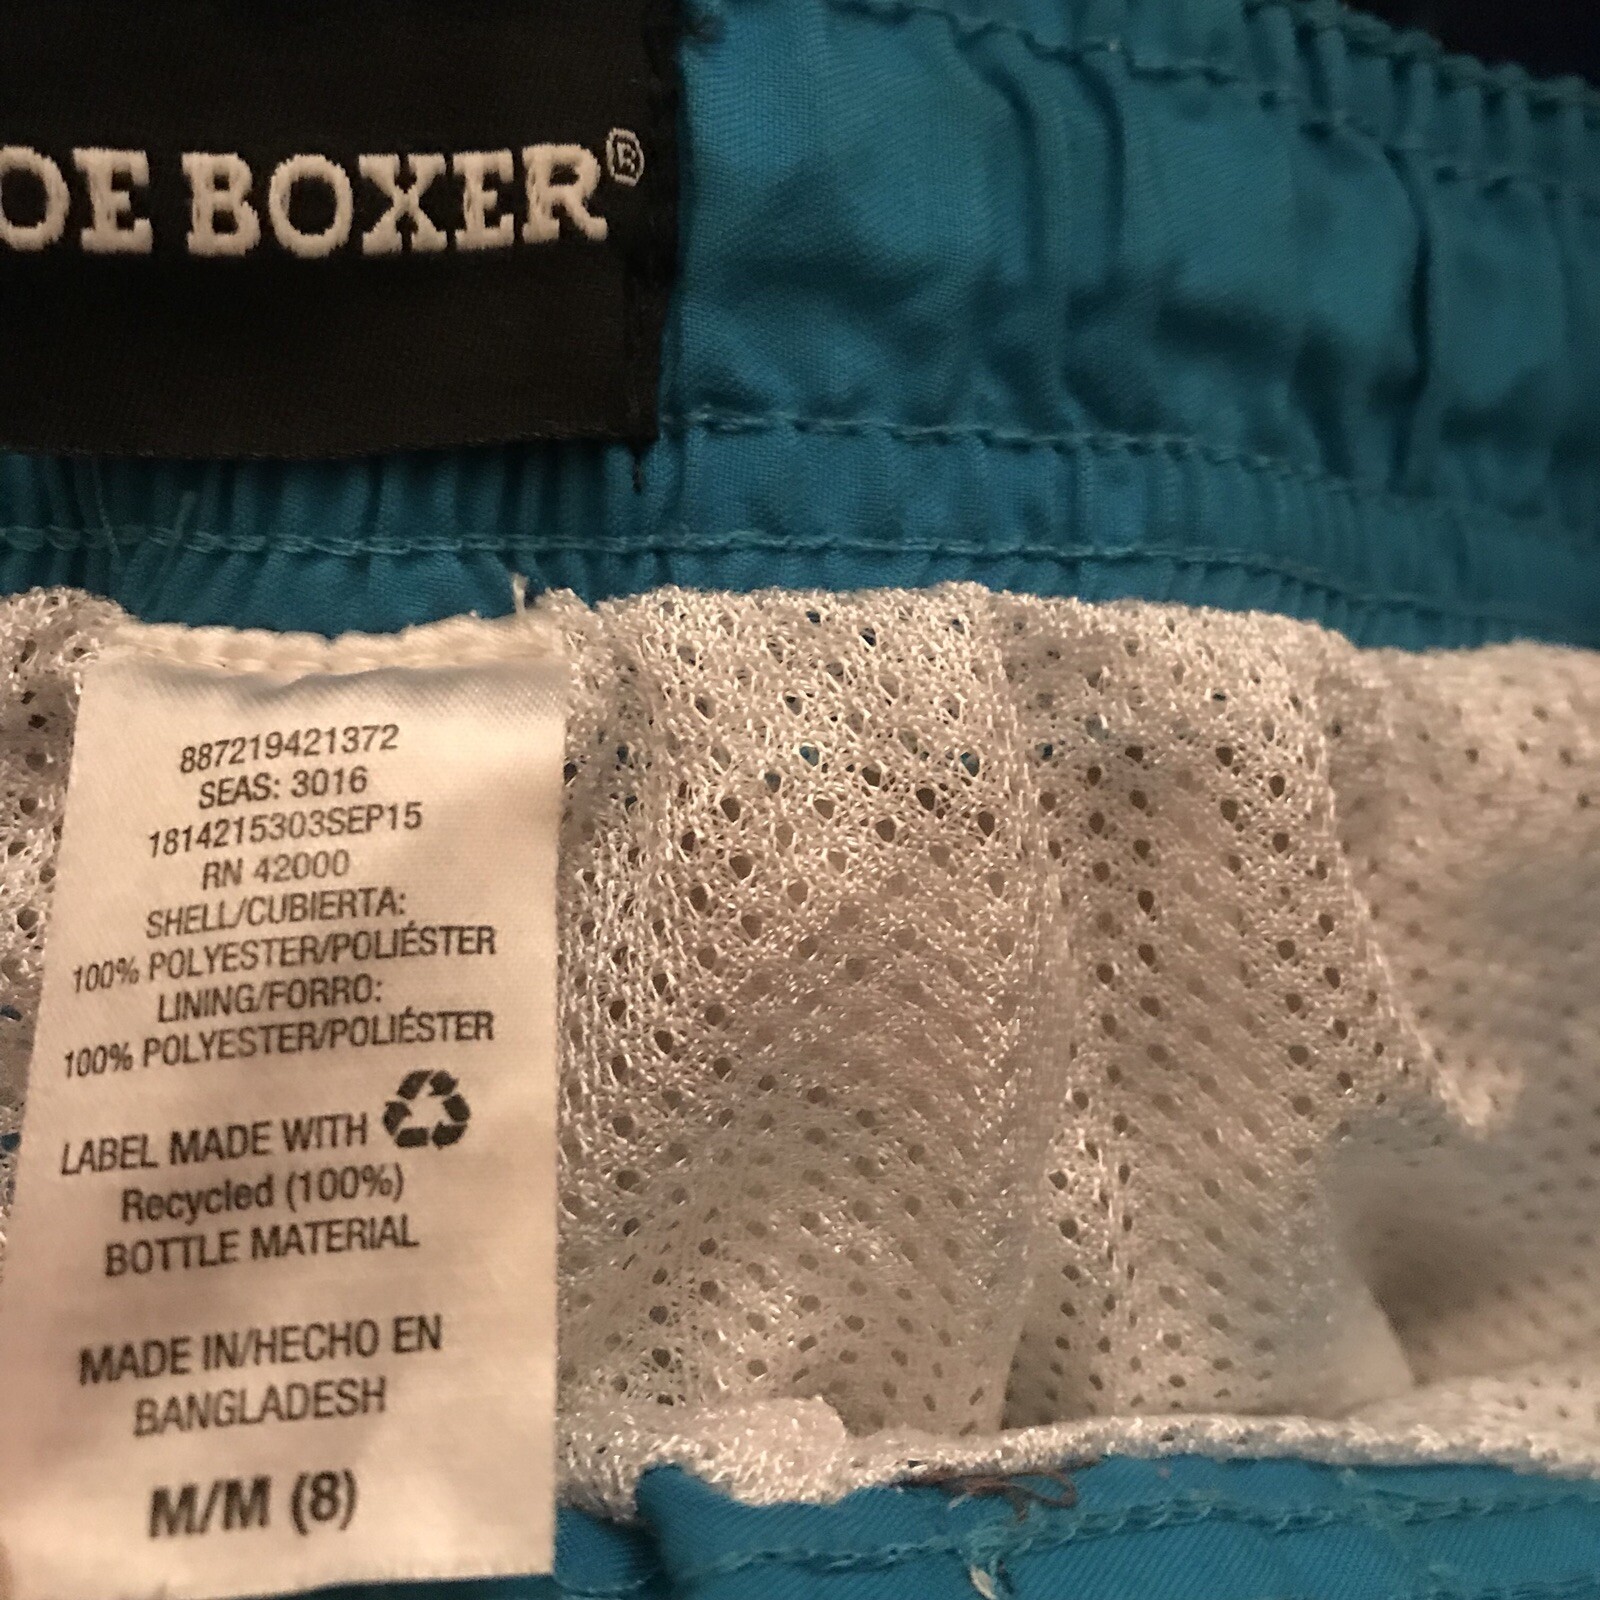 OE BOXER®
887219421372
SEAS: 3016
1814215303SEP15
RN 42000
SHELL/CUBIERTA:
100% POLYESTER/POLIÉSTER
LINING/FORRO:
100% POLYESTER/POLIÉSTER
LABEL MADE WITH
Recycled (100%)
BOTTLE MATERIAL
MADE IN/HECHO EN
BANGLADESH
M/M (8)